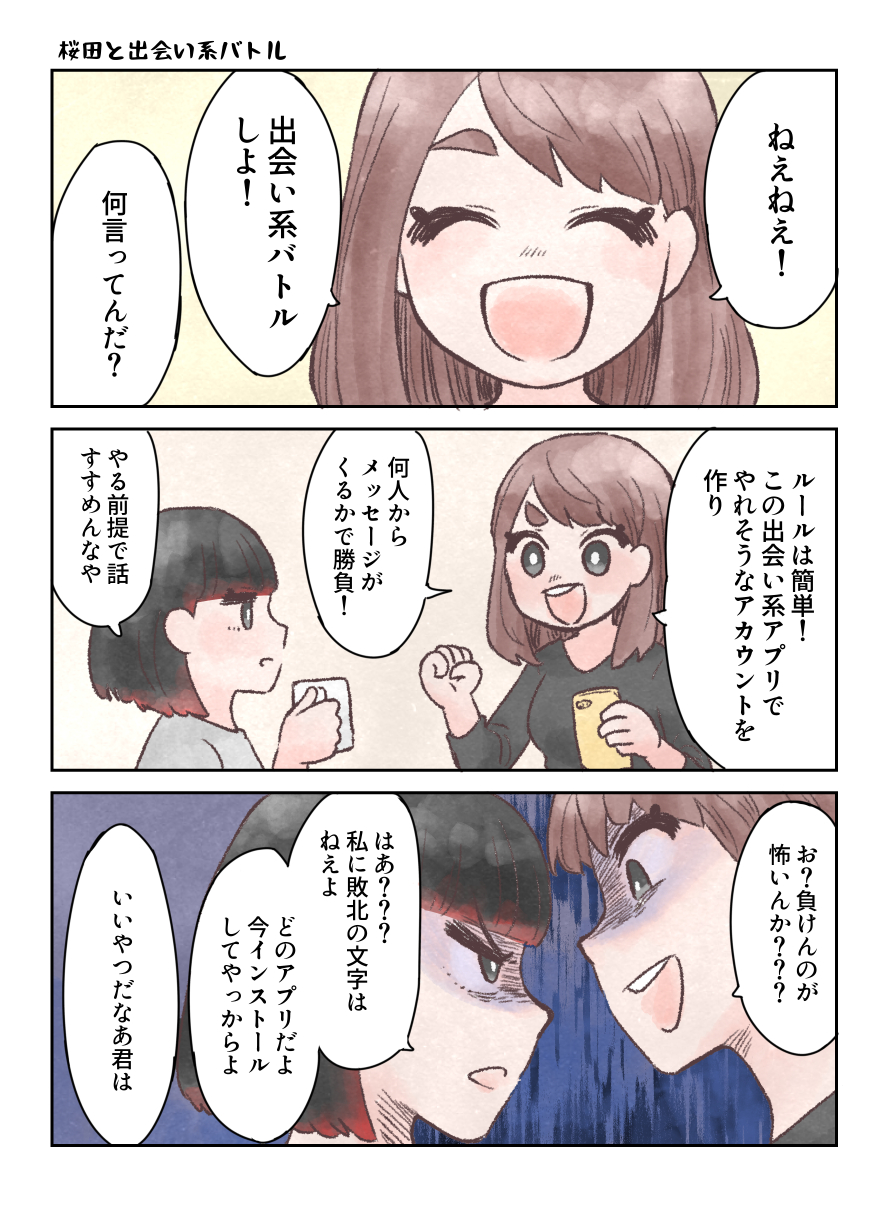 桜田と出会い系バトル
ねえねえ！
出会い系バトル
しよ！
何言ってんだ？
ルールは簡単！
この出会い系アプリで
やれそうなアカウントを
作り
何人から
メッセージが
くるかで勝負！
やる前提で話
すすめんなや
お？負けんのが
怖いんか？？？
はあ？？？
私に敗北の文字は
ねえよ
どのアプリだよ
今インストール
してやっからよ
いいやつだなあ君は